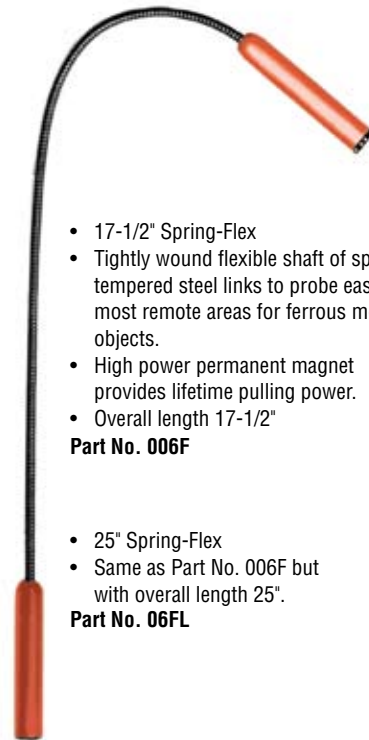 • 17-1/2" Spring-Flex
• Tightly wound flexible shaft of
tempered steel links to probe
most remote areas for ferrous
objects.
• High power permanent magnet
provides lifetime pulling power.
• Overall length 17-1/2"
Part No. 006F
• 25" Spring-Flex
• Same as Part No. 006F but
with overall length 25".
Part No. 06FL